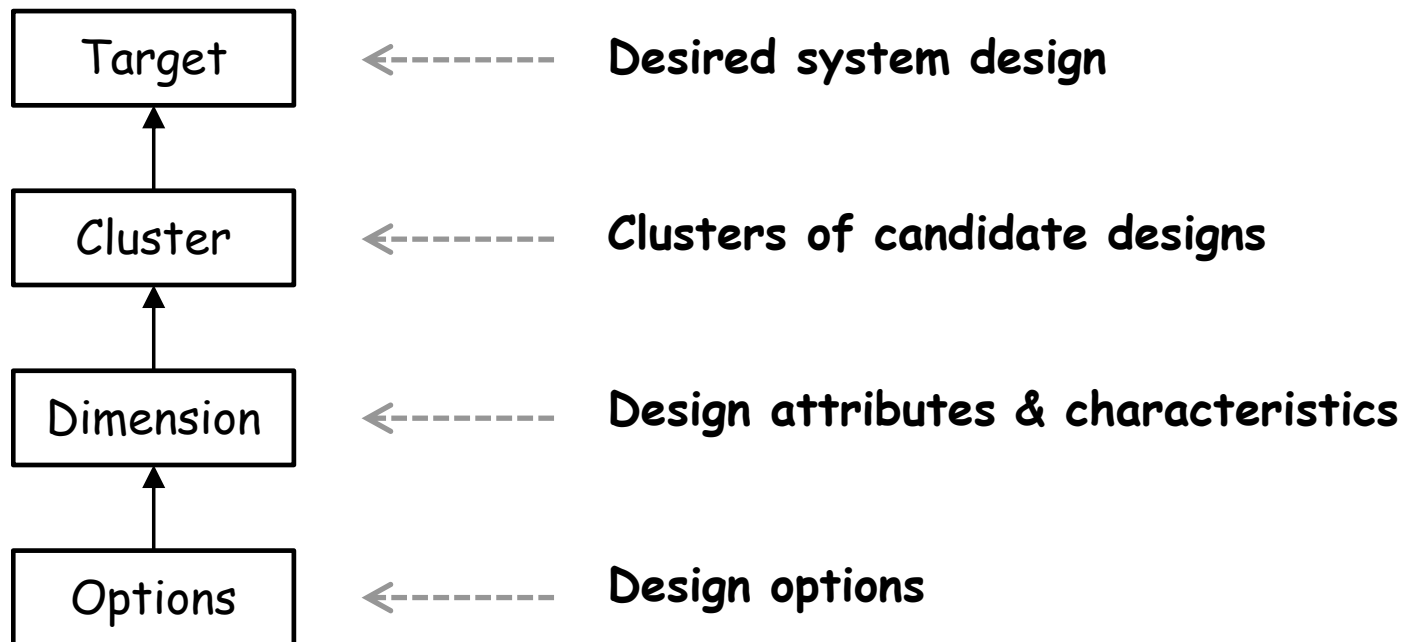 Target
Desired system design
Cluster
Clusters of candidate designs
Dimension
Design attributes & characteristics
Options
Design options